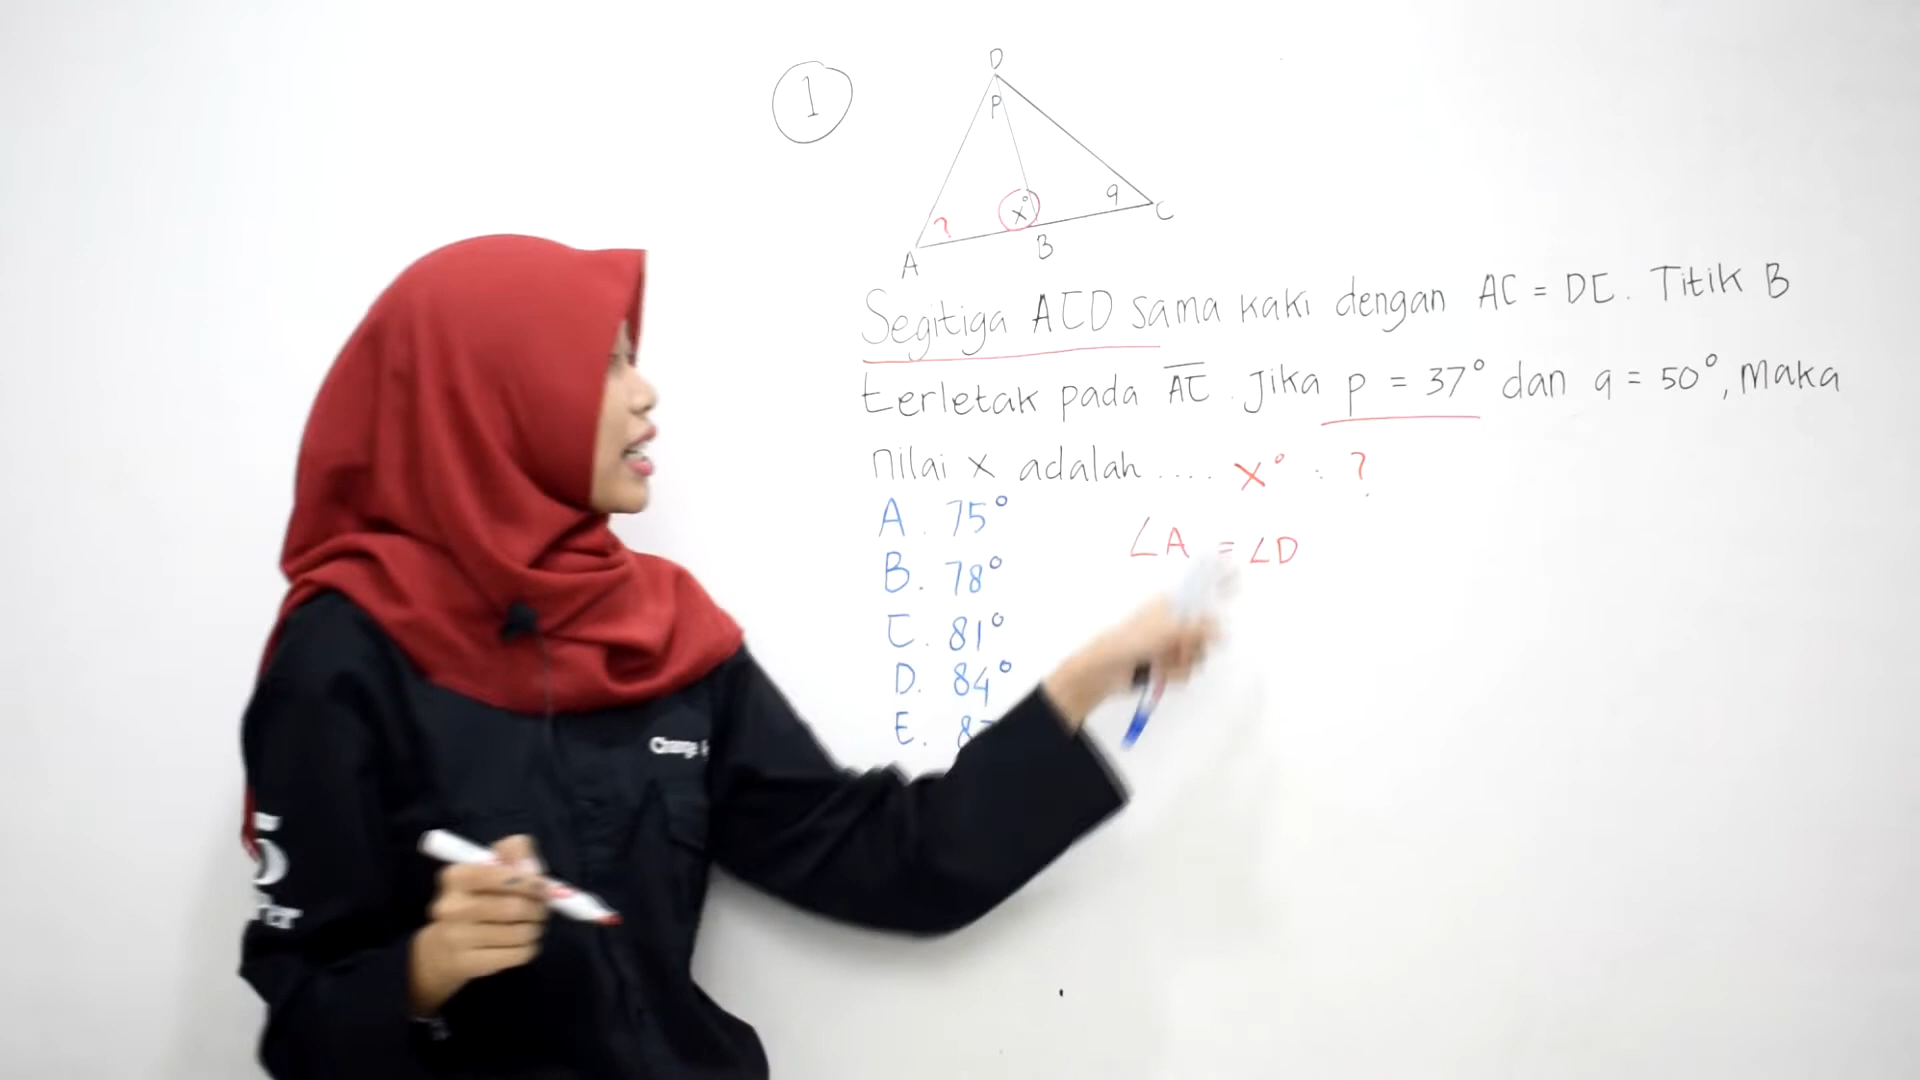 1
D
P
? x° q
C
A B
Segitiga ACD sama kaki dengan AC = DC. Titik B
terletak pada AC. Jika p = 37° dan q = 50°, maka
nilai x adalah .... x° : ?
A. 75°
∠A = ∠D
B. 78°
C. 81°
D. 84°
E. 8